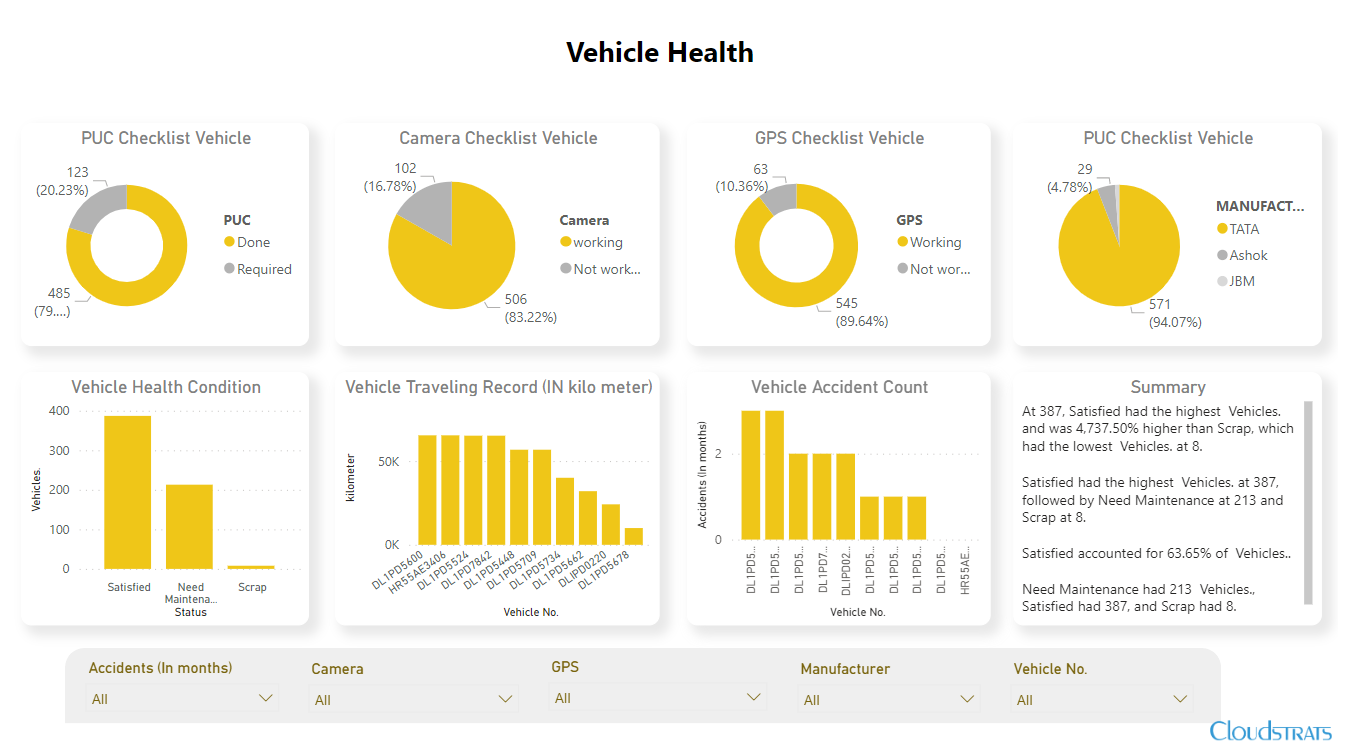 Vehicle Health
PUC Checklist Vehicle
123
(20.23%)
485
(79....)
PUC
Done
Required
Camera Checklist Vehicle
102
(16.78%)
506
(83.22%)
Camera
working
Not work...
GPS Checklist Vehicle
63
(10.36%)
545
(89.64%)
GPS
Working
Not wor...
PUC Checklist Vehicle
29
(4.78%)
571
(94.07%)
MANUFACT...
TATA
Ashok
JBM
Vehicle Health Condition
Vehicles.
400
300
200
100
0
Satisfied
Need
Maintena...
Scrap
Status
Vehicle Traveling Record (IN kilo meter)
kilometer
50K
0K
DL1PD5600
HR55AE3406
DL1PD5524
DL1PD7842
DL1PD5448
DL1PD5709
DL1PD5734
DL1PD5662
DLIPD0220
DL1PD5678
Vehicle No.
Vehicle Accident Count
Accidents (In months)
2
0
DL1PD5...
DL1PD5...
DL1PD5...
DL1PD7...
DLIPD02...
DL1PD5...
DL1PD5...
DL1PD5...
DL1PD5...
HR55AE...
Vehicle No.
Summary
At 387, Satisfied had the highest  Vehicles.
and was 4,737.50% higher than Scrap, which
had the lowest  Vehicles. at 8.
Satisfied had the highest  Vehicles. at 387,
followed by Need Maintenance at 213 and
Scrap at 8.
Satisfied accounted for 63.65% of  Vehicles..
Need Maintenance had 213  Vehicles.,
Satisfied had 387, and Scrap had 8.
Accidents (In months)
All
Camera
All
GPS
All
Manufacturer
All
Vehicle No.
All
Cloudstrats